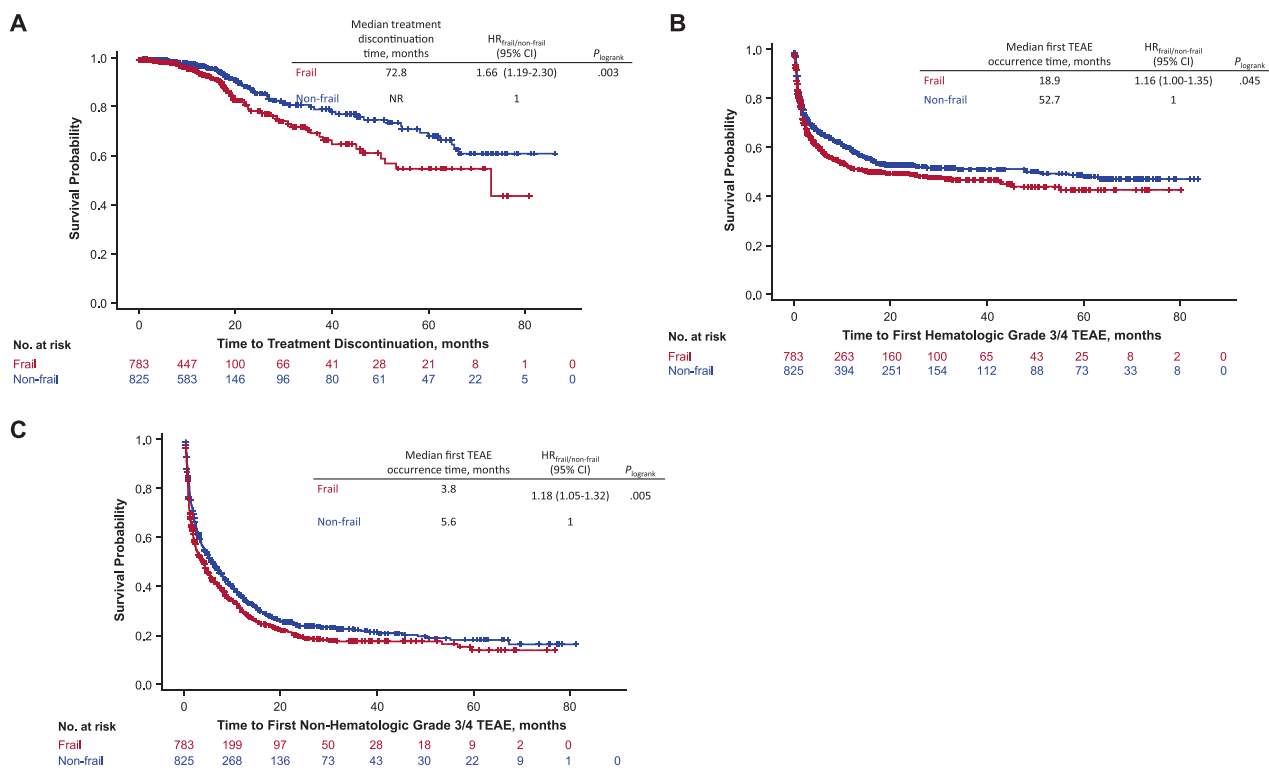 A
Median treatment
discontinuation
time, months
HRfrail/non-frail
(95% CI)
Plogrank
Frail 72.8 1.66 (1.19-2.30) .003
Non-frail NR 1
Survival Probability
1.0
0.8
0.6
0.4
0.2
0.0
0 20 40 60 80
No. at risk
Time to Treatment Discontinuation, months
Frail 783 447 100 66 41 28 21 8 1 0
Non-frail 825 583 146 96 80 61 47 22 5 0
B
Median first TEAE
occurrence time, months
HRfrail/non-frail
(95% CI)
Plogrank
Frail 18.9 1.16 (1.00-1.35) .045
Non-frail 52.7 1
Survival Probability
1.0
0.8
0.6
0.4
0.2
0.0
0 20 40 60 80
No. at risk
Time to First Hematologic Grade 3/4 TEAE, months
Frail 783 263 160 100 65 43 25 8 2 0
Non-frail 825 394 251 154 112 88 73 33 8 0
C
Median first TEAE
occurrence time, months
HRfrail/non-frail
(95% CI)
Plogrank
Frail 3.8 1.18 (1.05-1.32) .005
Non-frail 5.6 1
Survival Probability
1.0
0.8
0.6
0.4
0.2
0.0
0 20 40 60 80
No. at risk
Time to First Non-Hematologic Grade 3/4 TEAE, months
Frail 783 199 97 50 28 18 9 2 0
Non-frail 825 268 136 73 43 30 22 9 1 0